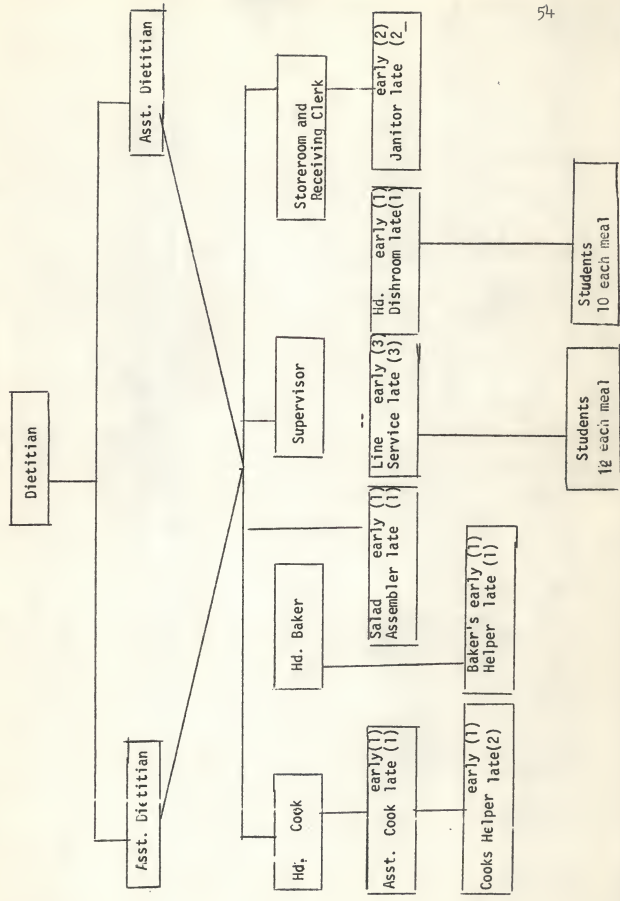 54
Dietitian
Asst. Dietitian
Asst. Dietitian
Hd. Cook
Hd. Baker
Supervisor
Storeroom and
Receiving Clerk
Asst. Cook early(1)
late (1)
Salad early (1)
Assembler late (1)
Line early (3)
Service late (3)
Hd. early (1)
Dishroom late(1)
early (2)
Janitor late (2_
early (1)
Cooks Helper late(2)
Baker's early (1)
Helper late (1)
Students
each meal
Students
10 each meal